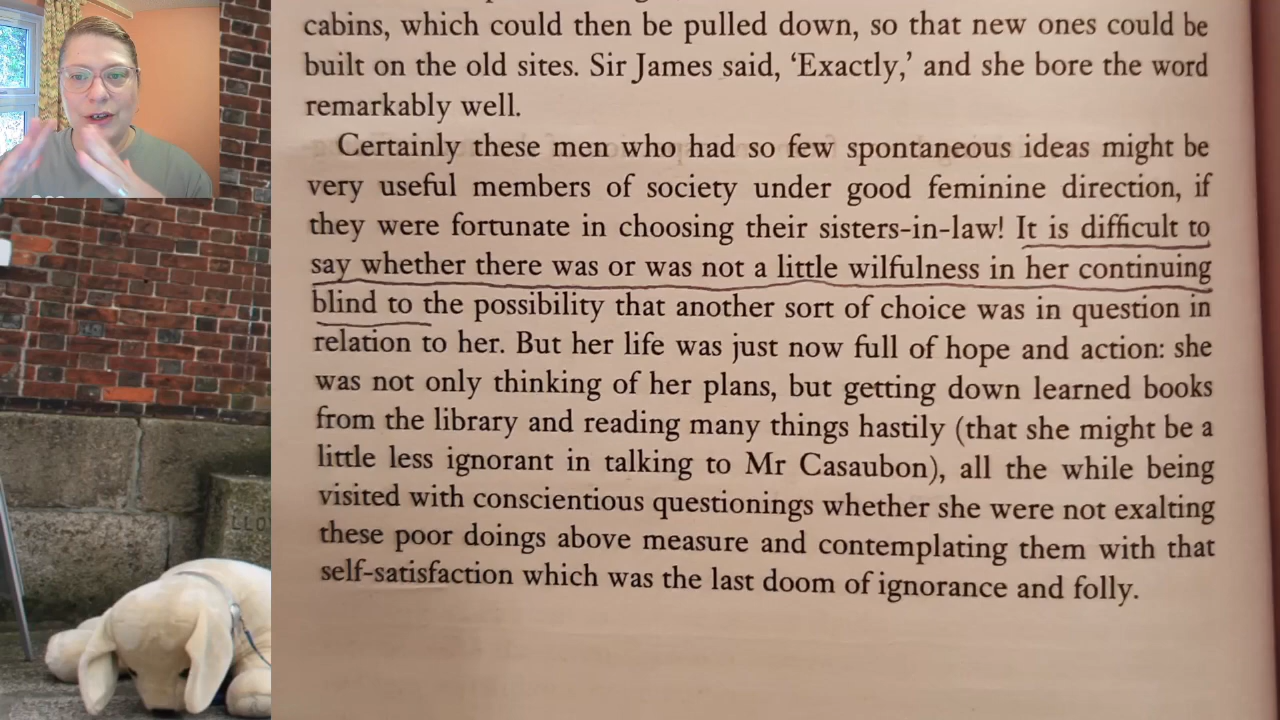 cabins, which could then be pulled down, so that new ones could be
built on the old sites. Sir James said, ‘Exactly,’ and she bore the word
remarkably well.
Certainly these men who had so few spontaneous ideas might be
very useful members of society under good feminine direction, if
they were fortunate in choosing their sisters-in-law! It is difficult to
say whether there was or was not a little wilfulness in her continuing
blind to the possibility that another sort of choice was in question in
relation to her. But her life was just now full of hope and action: she
was not only thinking of her plans, but getting down learned books
from the library and reading many things hastily (that she might be a
little less ignorant in talking to Mr Casaubon), all the while being
visited with conscientious questionings whether she were not exalting
these poor doings above measure and contemplating them with that
self-satisfaction which was the last doom of ignorance and folly.